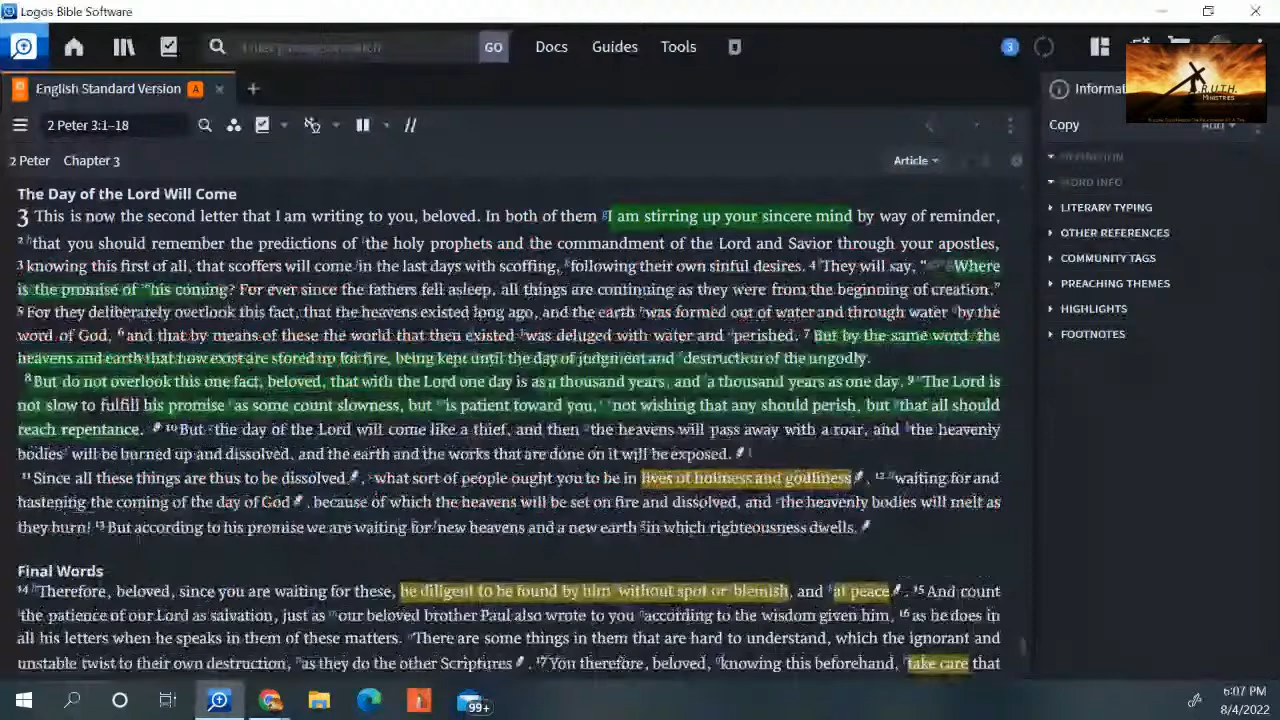 Logos Bible Software
GO
Docs
Guides
Tools
3
English Standard Version A
2 Peter 3:1–18
Information
R.U.T.H.
MINISTRIES
Copy
Add
2 Peter Chapter 3
Article
DEFINITION
WORD INFO
LITERARY TYPING
OTHER REFERENCES
COMMUNITY TAGS
PREACHING THEMES
HIGHLIGHTS
FOOTNOTES
The Day of the Lord Will Come
3 This is now the second letter that I am writing to you, beloved. In both of them I am stirring up your sincere mind by way of reminder,
2 that you should remember the predictions of the holy prophets and the commandment of the Lord and Savior through your apostles,
3 knowing this first of all, that scoffers will come in the last days with scoffing, following their own sinful desires. 4 They will say, “Where
is the promise of his coming? For ever since the fathers fell asleep, all things are continuing as they were from the beginning of creation.”
5 For they deliberately overlook this fact, that the heavens existed long ago, and the earth was formed out of water and through water by the
word of God, 6 and that by means of these the world that then existed was deluged with water and perished. 7 But by the same word the
heavens and earth that now exist are stored up for fire, being kept until the day of judgment and destruction of the ungodly.
8 But do not overlook this one fact, beloved, that with the Lord one day is as a thousand years, and a thousand years as one day. 9 The Lord is
not slow to fulfill his promise as some count slowness, but is patient toward you, not wishing that any should perish, but that all should
reach repentance. 10 But the day of the Lord will come like a thief, and then the heavens will pass away with a roar, and the heavenly
bodies will be burned up and dissolved, and the earth and the works that are done on it will be exposed.
11 Since all these things are thus to be dissolved, what sort of people ought you to be in lives of holiness and godliness, 12 waiting for and
hastening the coming of the day of God, because of which the heavens will be set on fire and dissolved, and the heavenly bodies will melt as
they burn! 13 But according to his promise we are waiting for new heavens and a new earth in which righteousness dwells.
Final Words
14 Therefore, beloved, since you are waiting for these, be diligent to be found by him without spot or blemish, and at peace. 15 And count
the patience of our Lord as salvation, just as our beloved brother Paul also wrote to you according to the wisdom given him, 16 as he does in
all his letters when he speaks in them of these matters. There are some things in them that are hard to understand, which the ignorant and
unstable twist to their own destruction, as they do the other Scriptures. 17 You therefore, beloved, knowing this beforehand, take care that
99+
6:07 PM
8/4/2022